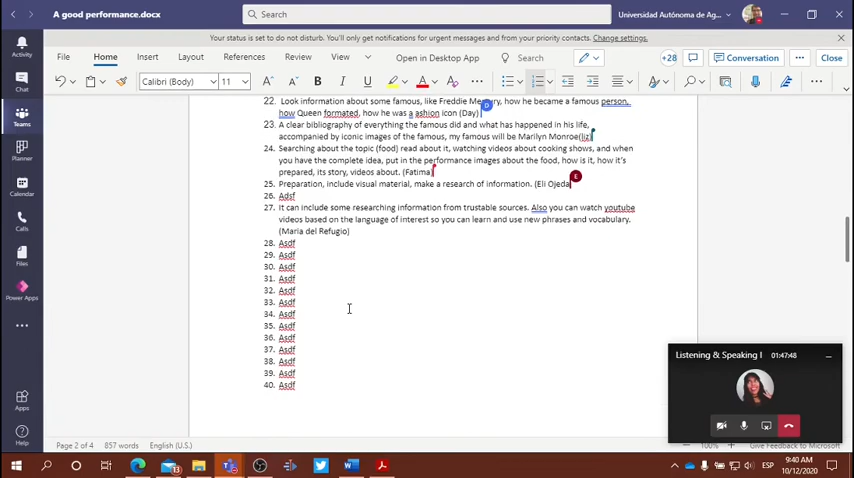 A good performance.docx
Search
Universidad Autónoma de Ag...
Your status is set to do not disturb. You'll only get notifications for urgent messages and from your priority contacts. Change settings.
Activity
Chat
Teams
Planner
Calendar
Calls
Files
Power Apps
Apps
Help
File Home Insert Layout References Review View Open in Desktop App Search +28 Conversation Close
Calibri (Body) 11 B I U A
22. Look information about some famous, like Freddie Mercury, how he became a famous person,
how Queen formated, how he was a ashion icon (Day)
D
23. A clear bibliography of everything the famous did and what has happened in his life,
accompanied by iconic images of the famous, my famous will be Marilyn Monroe(liz)
24. Searching about the topic (food) read about it, watching videos about cooking shows, and when
you have the complete idea, put in the performance images about the food, how is it, how it's
prepared, its story, videos about. (Fatima)
E
25. Preparation, include visual material, make a research of information. (Eli Ojeda
26. Adsf
27. It can include some researching information from trustable sources. Also you can watch youtube
videos based on the language of interest so you can learn and use new phrases and vocabulary.
(Maria del Refugio)
28. Asdf
29. Asdf
30. Asdf
31. Asdf
32. Asdf
33. Asdf
34. Asdf
35. Asdf
36. Asdf
37. Asdf
38. Asdf
39. Asdf
40. Asdf
Listening & Speaking I 01:47:48
Page 2 of 4 857 words English (U.S.) 100% Give Feedback to Microsoft
13
ESP
9:40 AM
10/12/2020